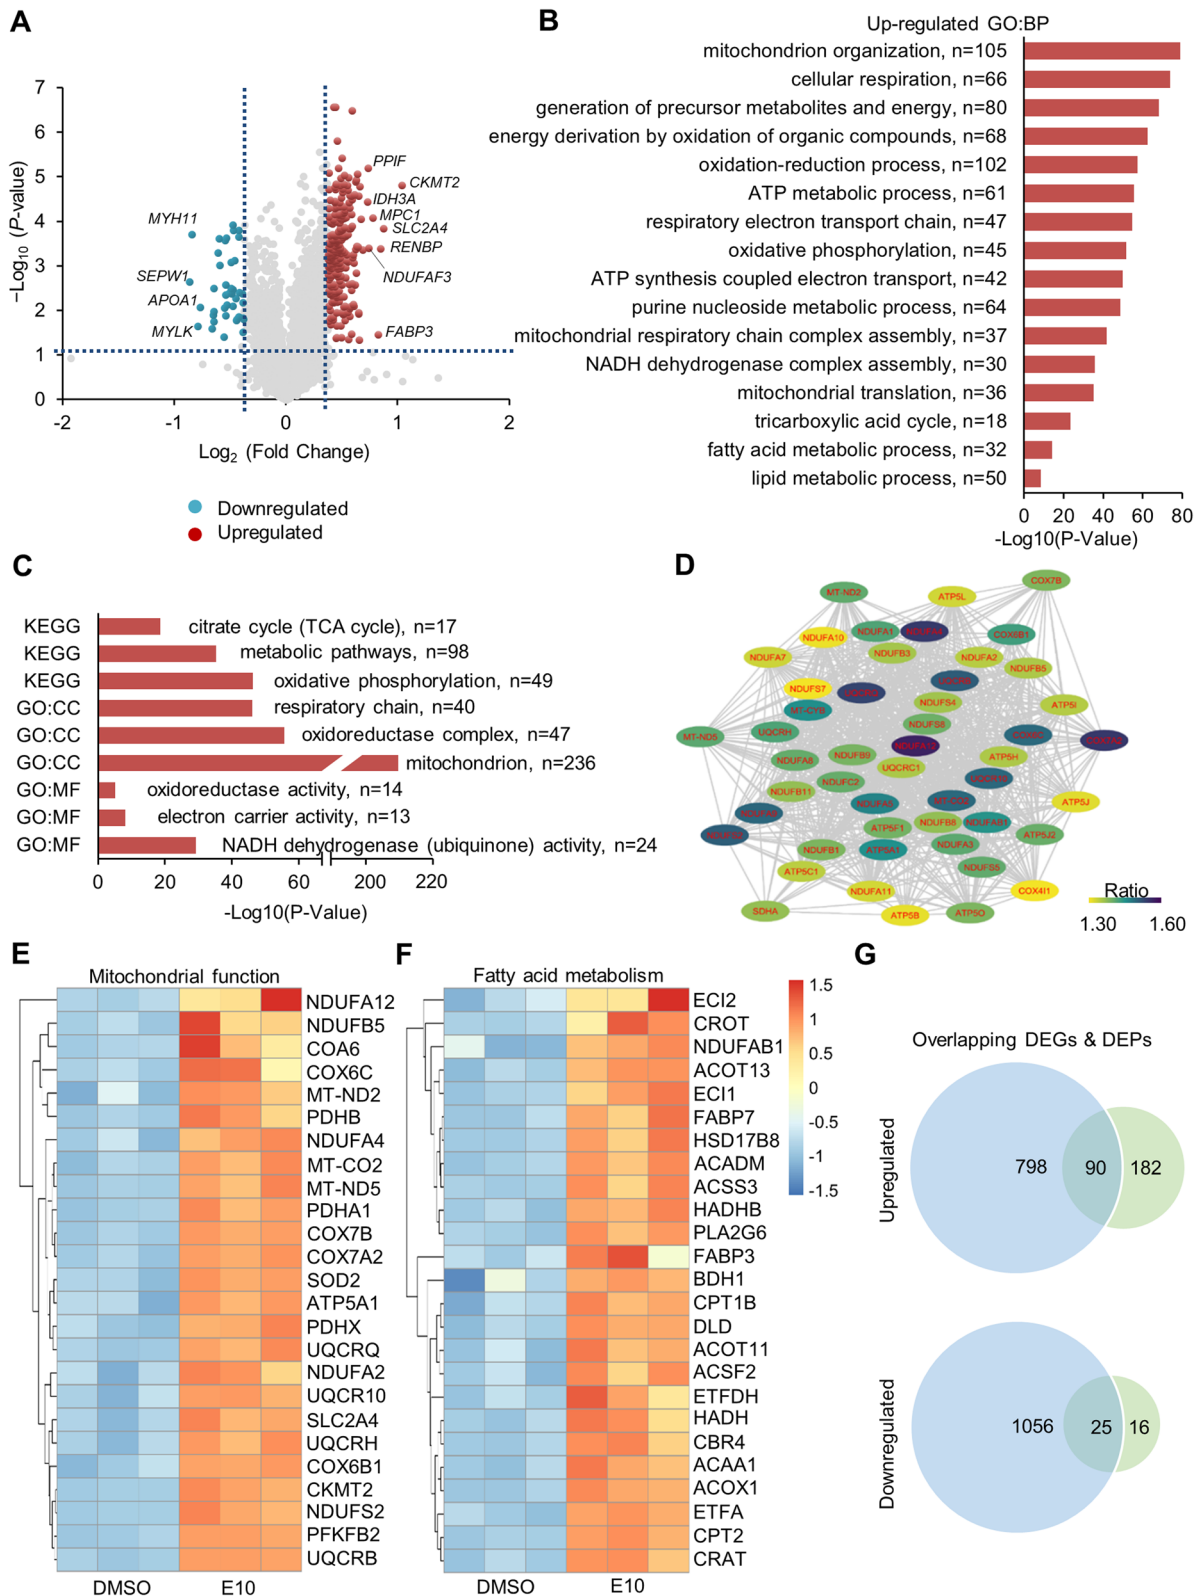 A
7
6
5
4
3
2
1
0
−Log10 (P-value)
PPIF
CKMT2
IDH3A
MPC1
SLC2A4
RENBP
NDUFAF3
FABP3
MYH11
SEPW1
APOA1
MYLK
-2 -1 0 1 2
Log2 (Fold Change)
Downregulated
Upregulated
B
Up-regulated GO:BP
mitochondrion organization, n=105
cellular respiration, n=66
generation of precursor metabolites and energy, n=80
energy derivation by oxidation of organic compounds, n=68
oxidation-reduction process, n=102
ATP metabolic process, n=61
respiratory electron transport chain, n=47
oxidative phosphorylation, n=45
ATP synthesis coupled electron transport, n=42
purine nucleoside metabolic process, n=64
mitochondrial respiratory chain complex assembly, n=37
NADH dehydrogenase complex assembly, n=30
mitochondrial translation, n=36
tricarboxylic acid cycle, n=18
fatty acid metabolic process, n=32
lipid metabolic process, n=50
0 20 40 60 80
-Log10(P-Value)
C
KEGG citrate cycle (TCA cycle), n=17
KEGG metabolic pathways, n=98
KEGG oxidative phosphorylation, n=49
GO:CC respiratory chain, n=40
GO:CC oxidoreductase complex, n=47
GO:CC mitochondrion, n=236
GO:MF oxidoreductase activity, n=14
GO:MF electron carrier activity, n=13
GO:MF NADH dehydrogenase (ubiquinone) activity, n=24
0 20 40 60 200 220
-Log10(P-Value)
D
COX7B
MT-ND2
ATP5L
NDUFA10
NDUFA1
COX6B1
NDUFB3
NDUFA7
NDUFA2
NDUFB5
NDUFS7
MT-CYB
NDUFS4
ATP5I
NDUFS8
MT-ND5
UQCRH
NDUFA12
COX7A2
NDUFA8
NDUFB9
ATP5H
UQCRC1
UQCR10
NDUFC2
NDUFB11
MT-CO2
ATP5J
NDUFA5
NDUFB8
NDUFAB1
ATP5F1
ATP5J2
NDUFA3
NDUFB1
ATP5A1
ATP5C1
NDUFS5
NDUFA11
COX4I1
SDHA
ATP5B
ATP5O
Ratio
1.30 1.60
E
Mitochondrial function
NDUFA12
NDUFB5
COA6
COX6C
MT-ND2
PDHB
NDUFA4
MT-CO2
MT-ND5
PDHA1
COX7B
COX7A2
SOD2
ATP5A1
PDHX
UQCRQ
NDUFA2
UQCR10
SLC2A4
UQCRH
COX6B1
CKMT2
NDUFS2
PFKFB2
UQCRB
DMSO E10
F
Fatty acid metabolism
ECI2
CROT
NDUFAB1
ACOT13
ECI1
FABP7
HSD17B8
ACADM
ACSS3
HADHB
PLA2G6
FABP3
BDH1
CPT1B
DLD
ACOT11
ACSF2
ETFDH
HADH
CBR4
ACAA1
ACOX1
ETFA
CPT2
CRAT
DMSO E10
1.5
1
0.5
0
-0.5
-1
-1.5
G
Overlapping DEGs & DEPs
Upregulated
798 90 182
Downregulated
1056 25 16